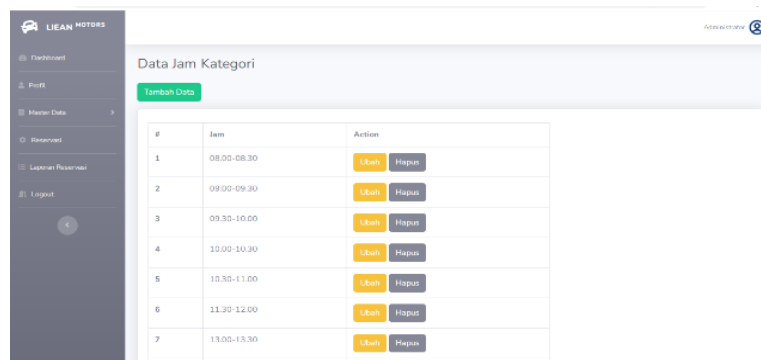 LIEAN MOTORS
Administrator
Dashboard
Profil
Master Data
Reservasi
Laporan Reservasi
Logout
Data Jam Kategori
Tambah Data
# Jam Action
1 08.00-08.30 Ubah Hapus
2 09.00-09.30 Ubah Hapus
3 09.30-10.00 Ubah Hapus
4 10.00-10.30 Ubah Hapus
5 10.30-11.00 Ubah Hapus
6 11.30-12.00 Ubah Hapus
7 13.00-13.30 Ubah Hapus